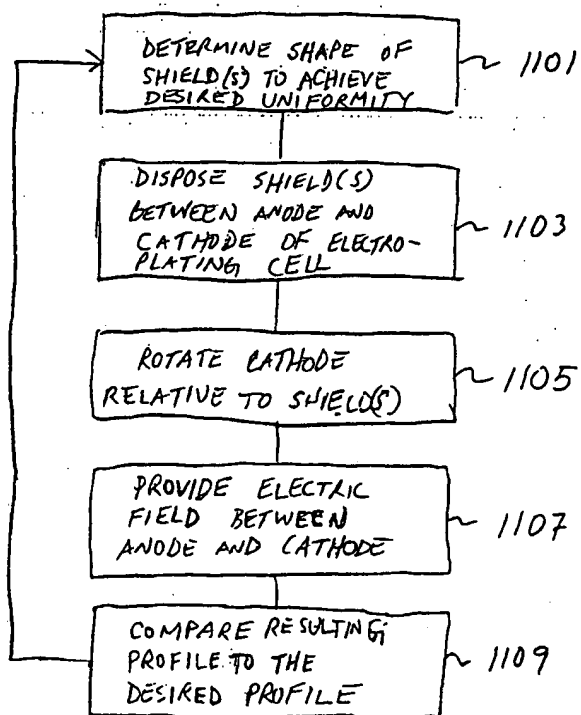 DETERMINE SHAPE OF
SHIELD(S) TO ACHIEVE
DESIRED UNIFORMITY
1101
DISPOSE SHIELD(S)
BETWEEN ANODE AND
CATHODE OF ELECTRO-
PLATING CELL
1103
ROTATE CATHODE
RELATIVE TO SHIELD(S)
1105
PROVIDE ELECTRIC
FIELD BETWEEN
ANODE AND CATHODE
1107
COMPARE RESULTING
PROFILE TO THE
DESIRED PROFILE
1109